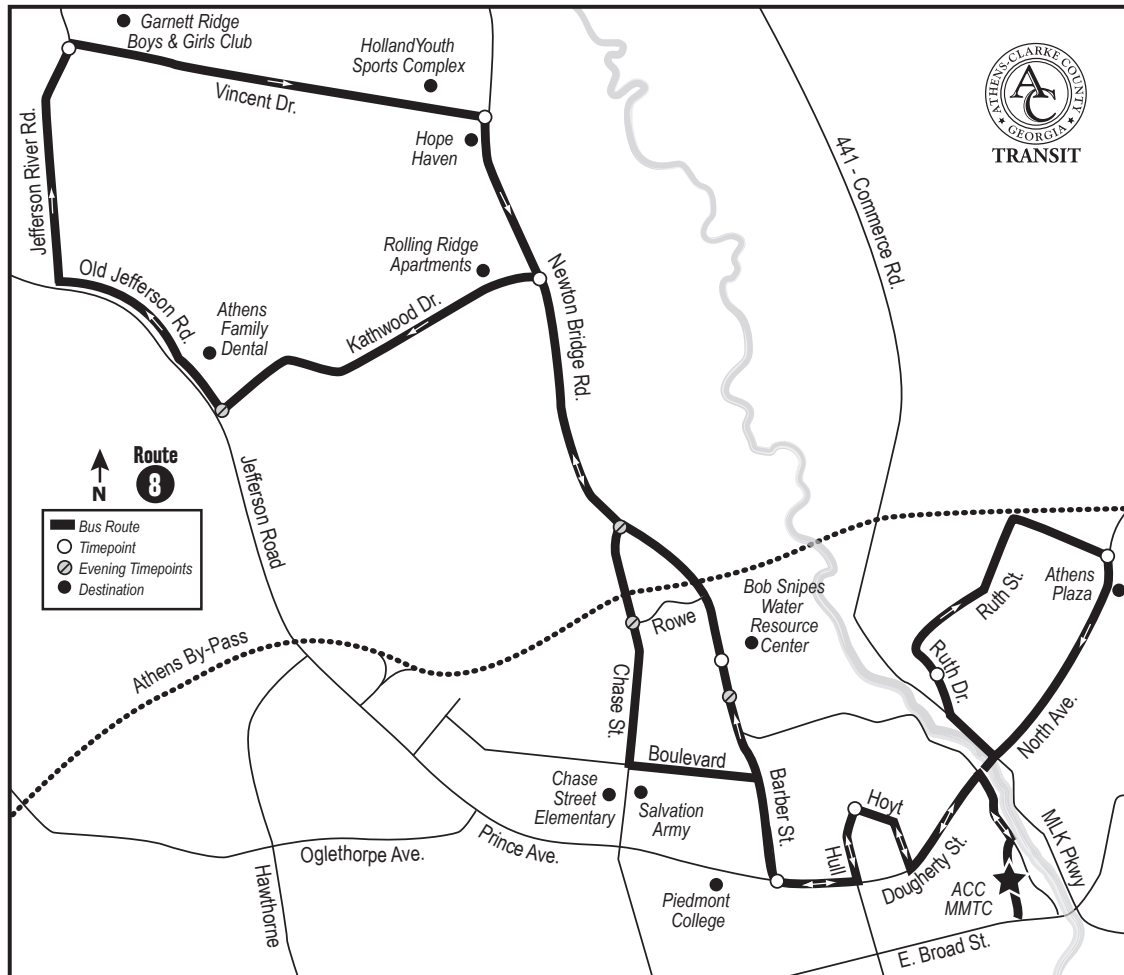 Garnett Ridge
Boys & Girls Club
HollandYouth
Sports Complex
Vincent Dr.
Hope
Haven
ATHENS-CLARKE COUNTY
AC
GEORGIA
TRANSIT
441 - Commerce Rd.
Jefferson River Rd.
Old Jefferson Rd.
Rolling Ridge
Apartments
Athens
Family
Dental
Kathwood Dr.
Newton Bridge Rd.
N
Route
8
Bus Route
Timepoint
Evening Timepoints
Destination
Jefferson Road
Athens By-Pass
Rowe
Bob Snipes
Water
Resource
Center
Ruth St.
Athens
Plaza
Ruth Dr.
North Ave.
Chase St.
Boulevard
Chase
Street
Elementary
Salvation
Army
Barber St.
Hoyt
Hull
Dougherty St.
MLK Pkwy
ACC
MMTC
Prince Ave.
Oglethorpe Ave.
Hawthorne
Piedmont
College
E. Broad St.